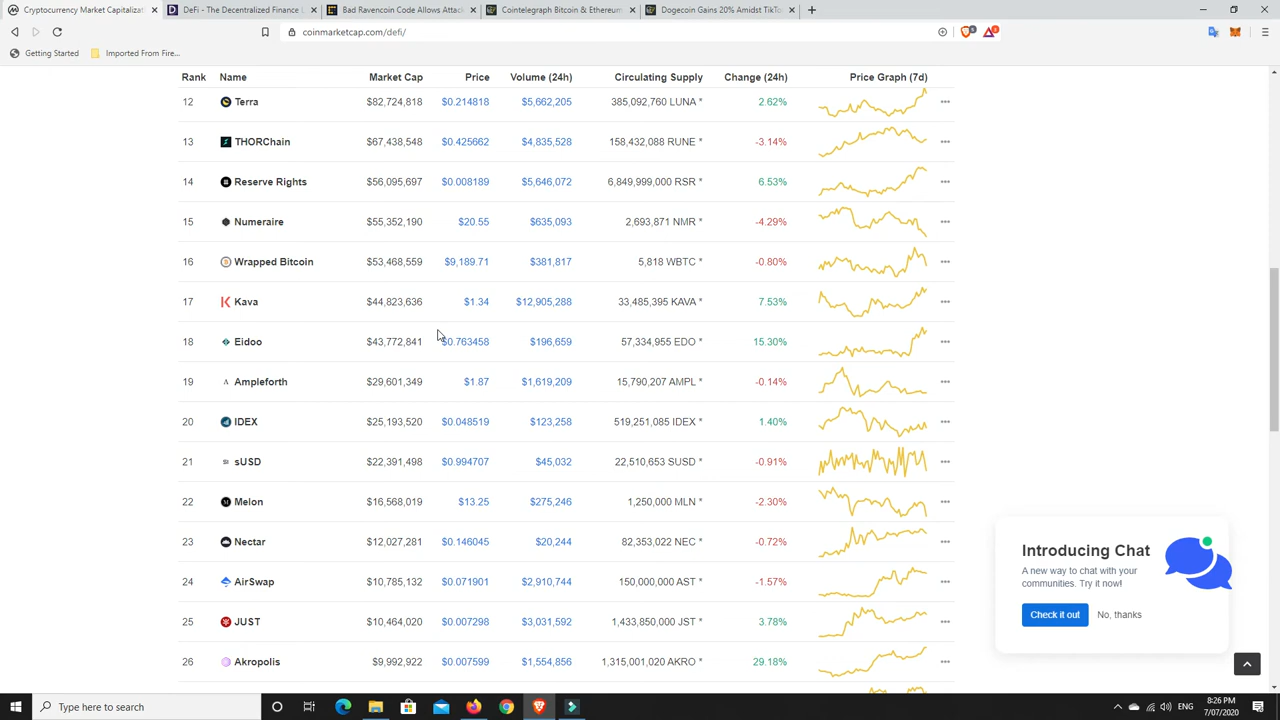 Cryptocurrency Market Capitalizati
DeFi - The Decentralized Finance L
Bad Ravencoin Code Allows Attack
Cointelegraph Bitcoin & Ethereum
Dogecoin Gains 20% Amidst TikTo
coinmarketcap.com/defi/
Getting Started
Imported From Fire...
Rank Name Market Cap Price Volume (24h) Circulating Supply Change (24h) Price Graph (7d)
12 Terra $82,724,818 $0.214818 $5,662,205 385,092,760 LUNA * 2.62%
13 THORChain $67,438,548 $0.425662 $4,835,528 158,432,088 RUNE * -3.14%
14 Reserve Rights $56,095,697 $0.008189 $5,646,072 6,849,999,000 RSR * 6.53%
15 Numeraire $55,352,190 $20.55 $635,093 2,693,871 NMR * -4.29%
16 Wrapped Bitcoin $53,468,559 $9,189.71 $381,817 5,818 WBTC * -0.80%
17 Kava $44,823,636 $1.34 $12,905,288 33,485,395 KAVA * 7.53%
18 Eidoo $43,772,841 $0.763458 $196,659 57,334,955 EDO * 15.30%
19 Ampleforth $29,601,349 $1.87 $1,619,209 15,790,207 AMPL * -0.14%
20 IDEX $25,193,520 $0.048519 $123,258 519,251,085 IDEX * 1.40%
21 sUSD $22,391,498 $0.994707 $45,032 22,510,653 SUSD * -0.91%
22 Melon $16,568,019 $13.25 $275,246 1,250,000 MLN * -2.30%
23 Nectar $12,027,281 $0.146045 $20,244 82,353,022 NEC * -0.72%
24 AirSwap $10,785,132 $0.071901 $2,910,744 150,000,000 AST * -1.57%
25 JUST $0.007298 $3,031,592 JST * 3.78%
26 Akropolis $9,992,922 $0.007599 $1,554,856 1,315,001,020 AKRO * 29.18%
Introducing Chat
A new way to chat with your
communities. Try it now!
Check it out No, thanks
Type here to search
ENG
8:26 PM
7/07/2020